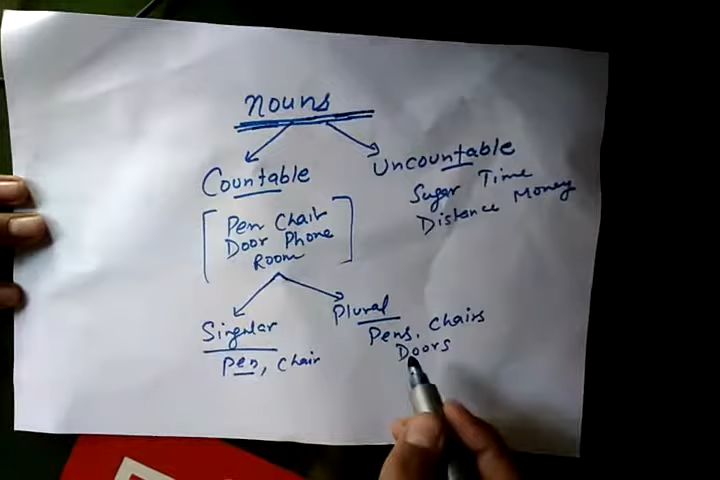 Nouns
Countable
Uncountable
Pen Chair
Door Phone
Room
Sugar Time
Distance Money
Singular
Pen, Chair
Plural
Pens, Chairs
Doors